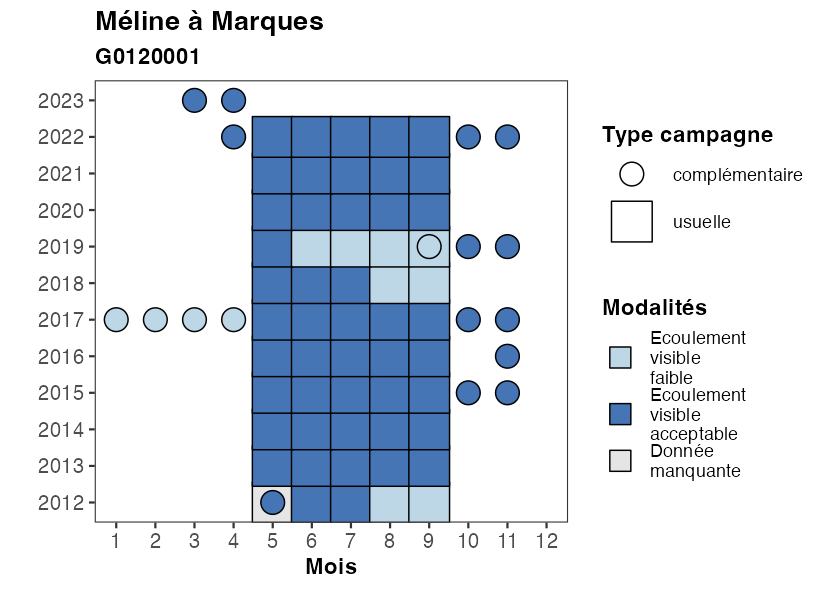 Méline à Marques
G0120001
2023
2022
2021
2020
2019
2018
2017
2016
2015
2014
2013
2012
1 2 3 4 5 6 7 8 9 10 11 12
Mois
Type campagne
complémentaire
usuelle
Modalités
Ecoulement
visible
faible
Ecoulement
visible
acceptable
Donnée
manquante